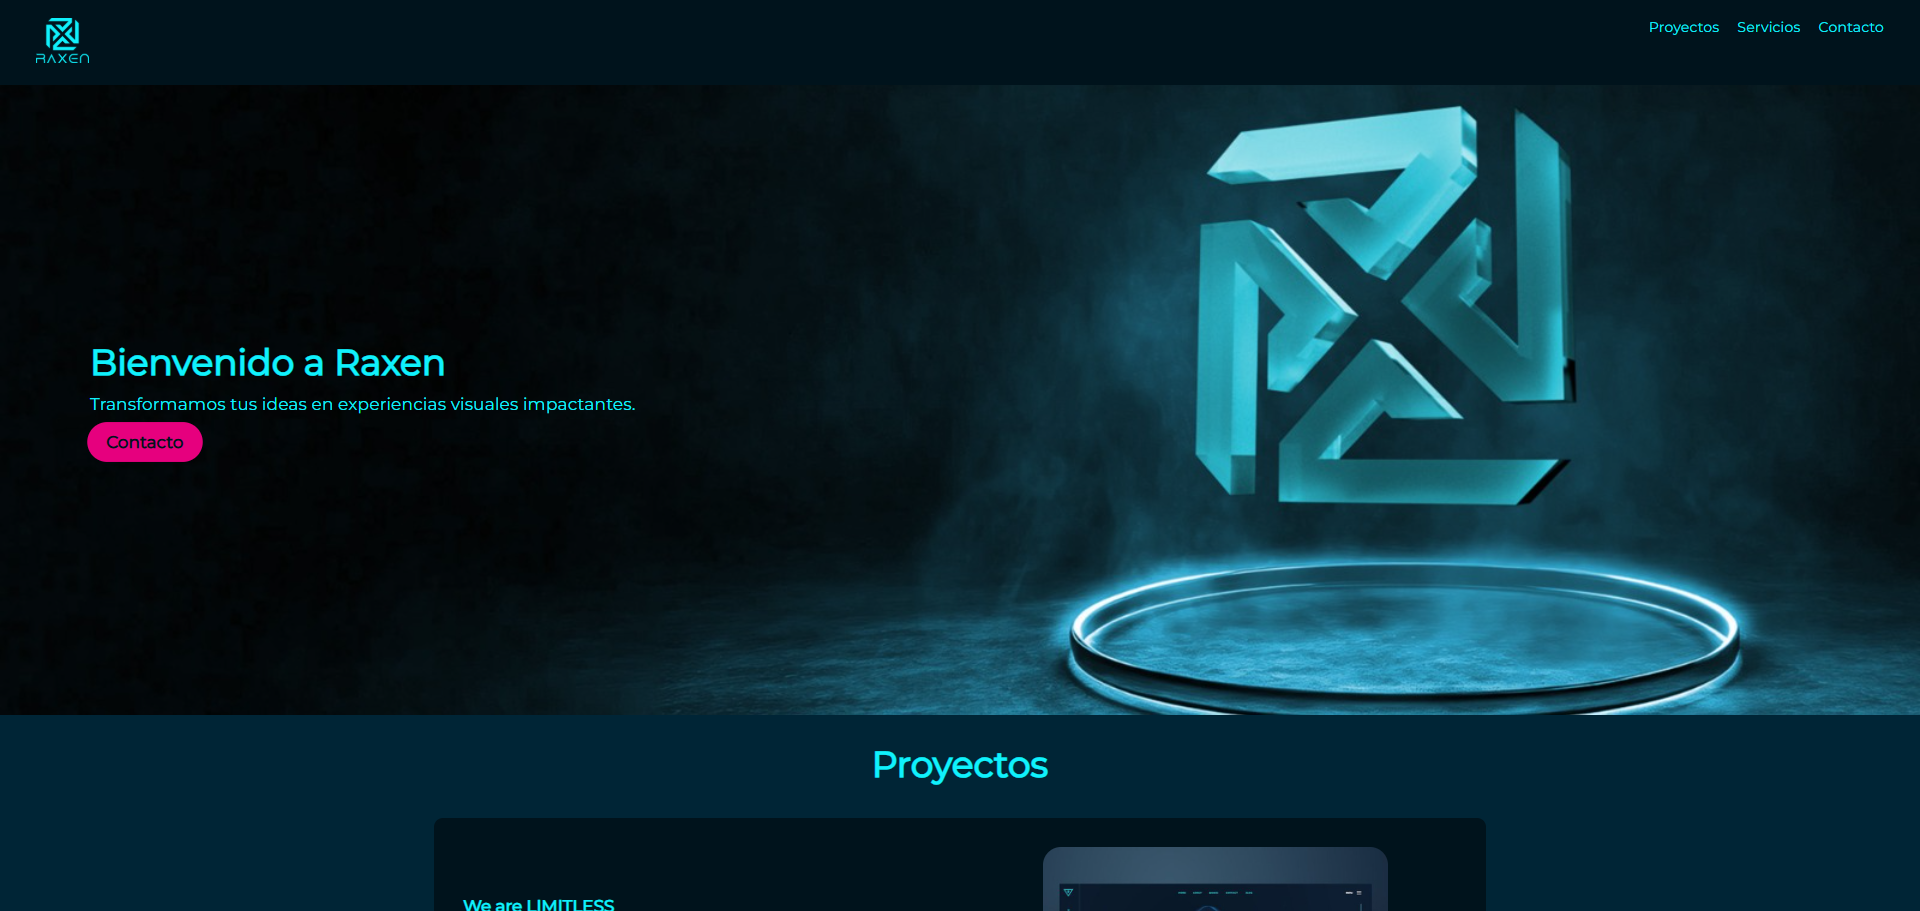 RAXEN
Proyectos Servicios Contacto
Bienvenido a Raxen
Transformamos tus ideas en experiencias visuales impactantes.
Contacto
Proyectos
We are LIMITLESS